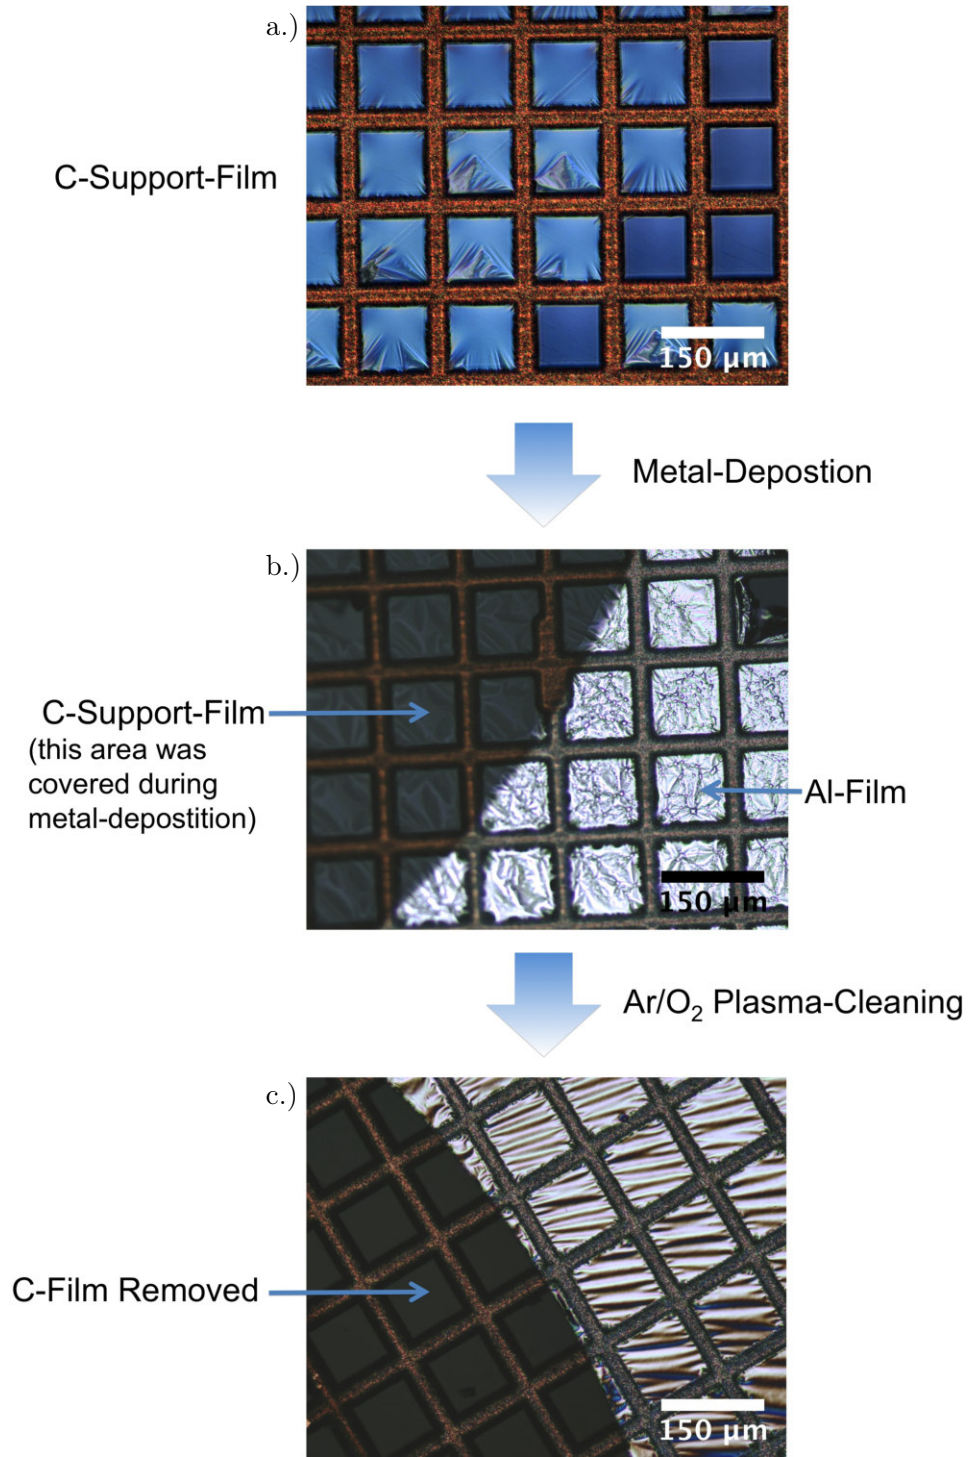 a.)
C-Support-Film
150 µm
Metal-Depostion
b.)
C-Support-Film
(this area was
covered during
metal-depostition)
Al-Film
150 µm
Ar/O₂ Plasma-Cleaning
c.)
C-Film Removed
150 µm